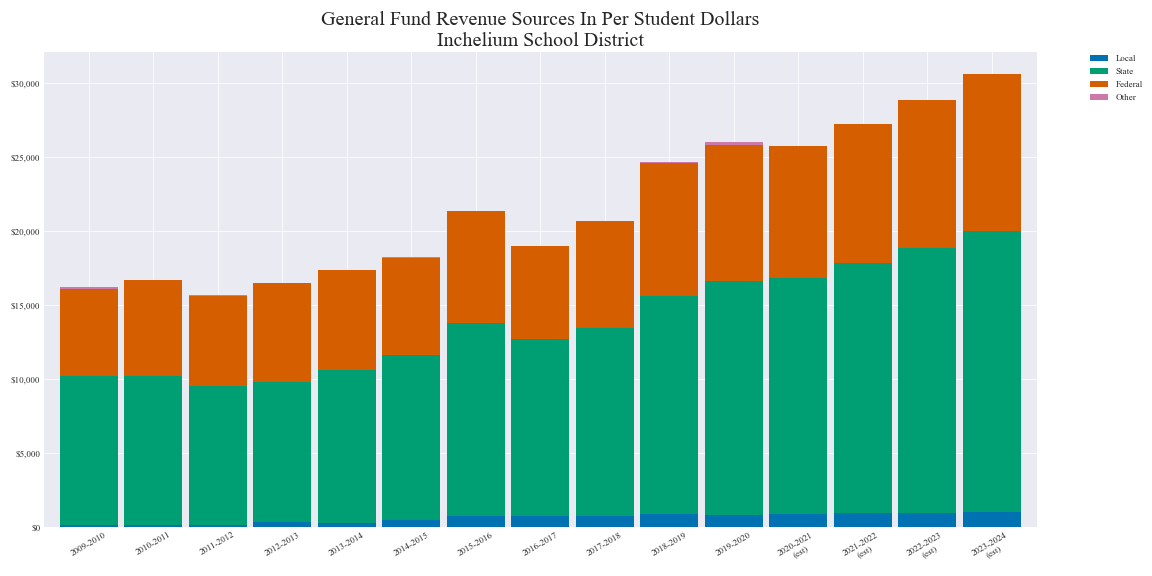 General Fund Revenue Sources In Per Student Dollars
Inchelium School District
Local
State
Federal
Other
$30,000
$25,000
$20,000
$15,000
$10,000
$5,000
$0
2009-2010
2010-2011
2011-2012
2012-2013
2013-2014
2014-2015
2015-2016
2016-2017
2017-2018
2018-2019
2019-2020
2020-2021
(est)
2021-2022
(est)
2022-2023
(est)
2023-2024
(est)